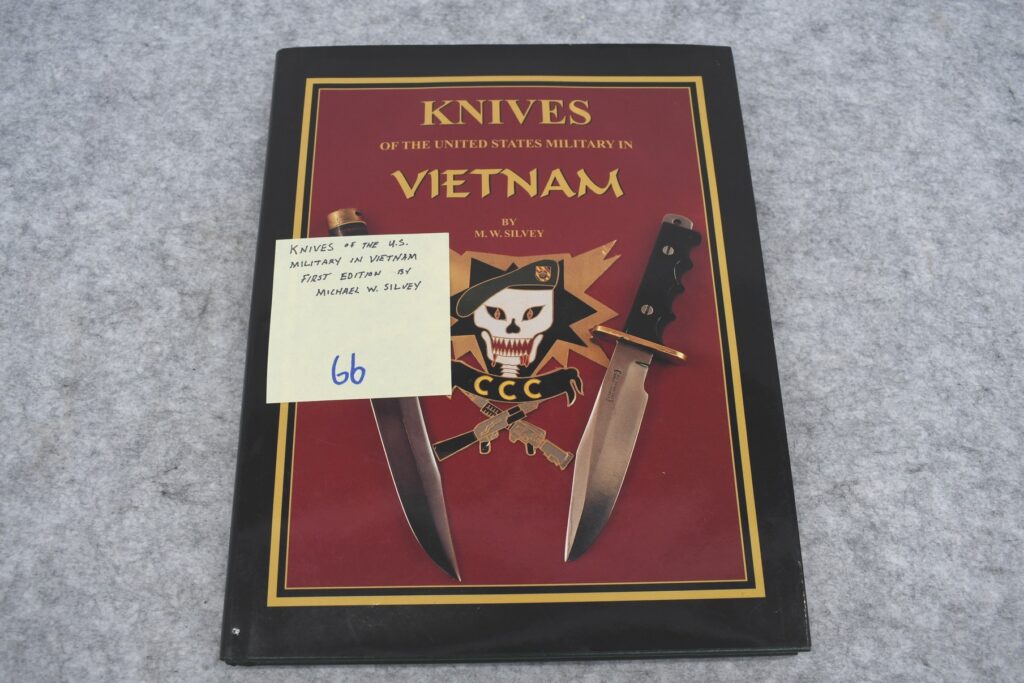 KNIVES
OF THE UNITED STATES MILITARY IN
VIETNAM
BY
M. W. SILVEY
KNIVES OF THE U.S.
MILITARY IN VIETNAM
FIRST EDITION BY
MICHAEL W. SILVEY
66
CCC